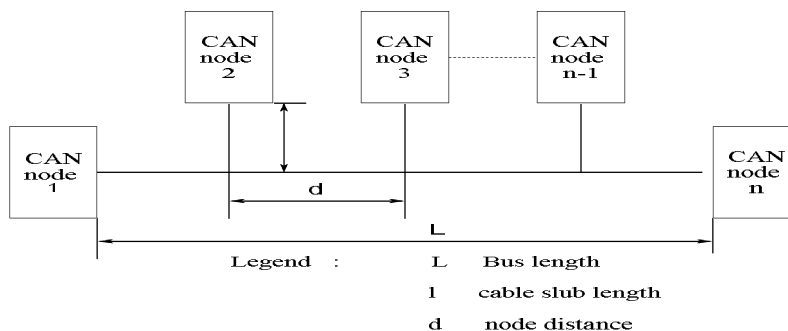 CAN
node
2
CAN
node
3
CAN
node
n-1
CAN
node
1
CAN
node
n
d
L
Legend : L Bus length
l cable slub length
d node distance